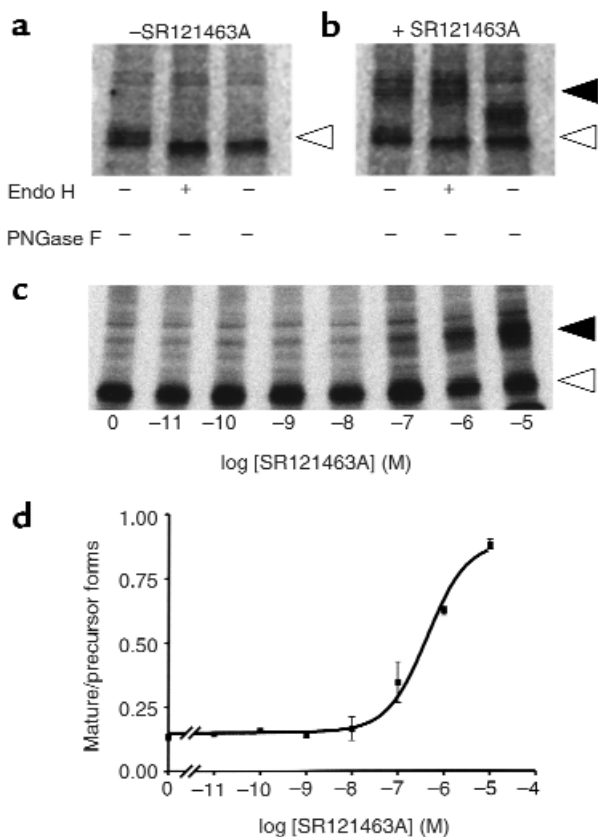 a
–SR121463A
b
+ SR121463A
Endo H – + – – + –
PNGase F – – – – – –
c
0 –11 –10 –9 –8 –7 –6 –5
log [SR121463A] (M)
d
1.00
0.75
0.50
0.25
0.00
Mature/precursor forms
0 –11 –10 –9 –8 –7 –6 –5 –4
log [SR121463A] (M)